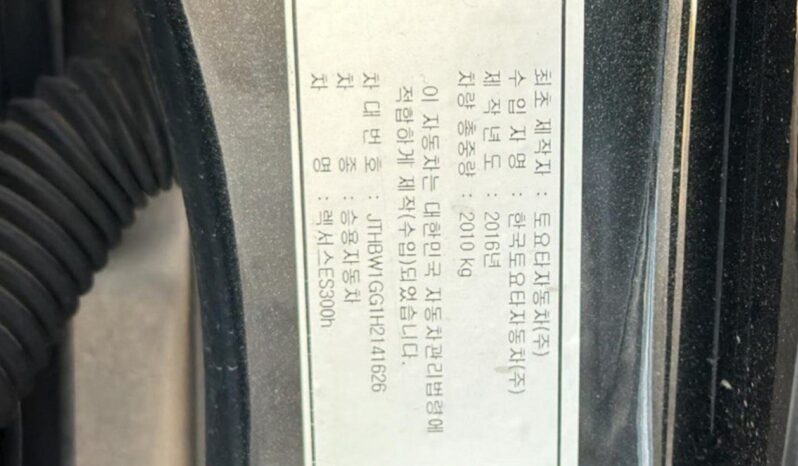 최초 제작자 : 토요타자동차(주)
수 입 자 명 : 한국토요타자동차(주)
제 작 년 도 : 2016년
차량 총중량 : 2010 kg
이 자동차는 대한민국 자동차관리법령에
적합하게 제작(수입)되었습니다.
차 대 번 호 : JTHBW1GG1H2141626
차 종 : 승용자동차
차 명 : 렉서스ES300h